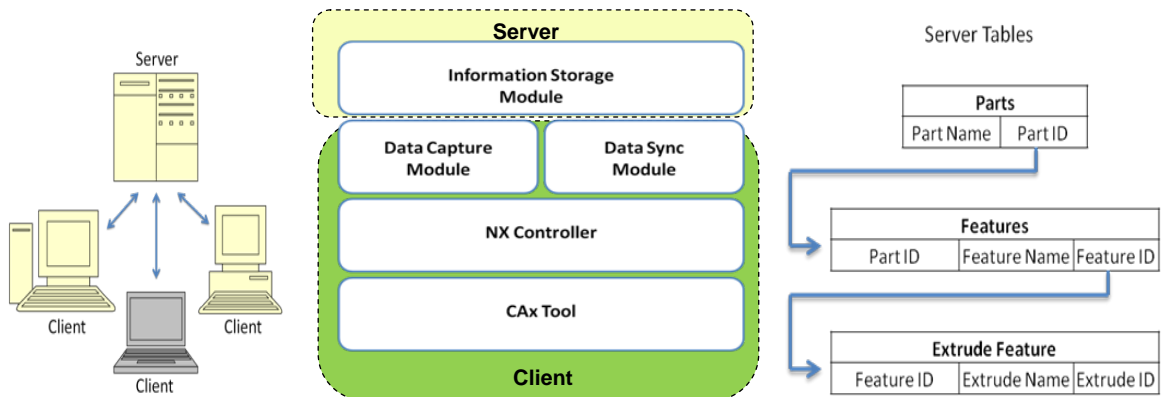 Server
Client
Client
Client
Server
Information Storage
Module
Data Capture
Module
Data Sync
Module
NX Controller
CAx Tool
Client
Server Tables
Parts
Part Name Part ID
Features
Part ID Feature Name Feature ID
Extrude Feature
Feature ID Extrude Name Extrude ID